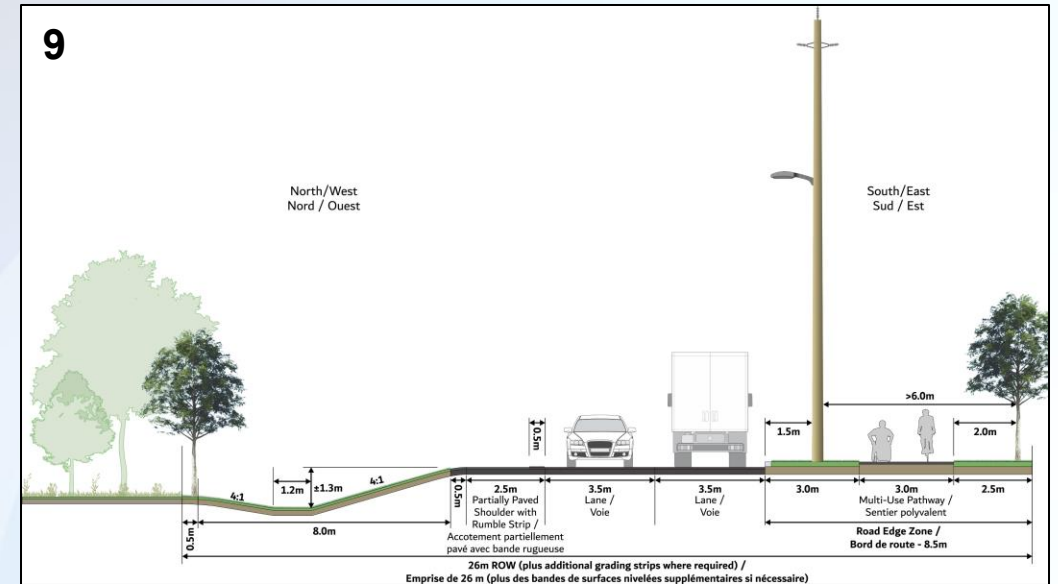 9
North/West
Nord / Ouest
South/East
Sud / Est
>6.0m
0.5m
1.5m
2.0m
4:1
1.2m
±1.3m
4:1
0.5m
8.0m
0.5m
2.5m
Partially Paved
Shoulder with
Rumble Strip /
Accotement partiellement
pavé avec bande rugueuse
3.5m
Lane /
Voie
3.5m
Lane /
Voie
3.0m
3.0m
Multi-Use Pathway /
Sentier polyvalent
2.5m
Road Edge Zone /
Bord de route - 8.5m
26m ROW (plus additional grading strips where required) /
Emprise de 26 m (plus des bandes de surfaces nivelées supplémentaires si nécessaire)